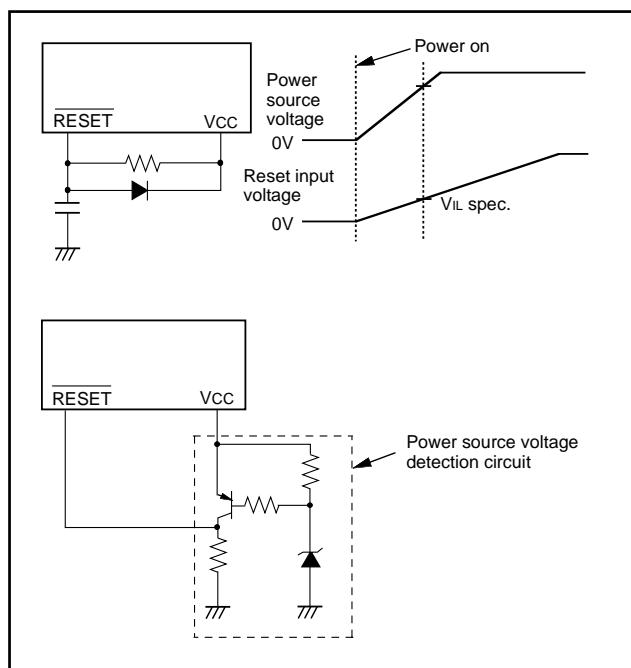 Power on
RESET
VCC
Power
source
voltage
0V
Reset input
voltage
0V
VIL spec.
RESET
VCC
Power source voltage
detection circuit